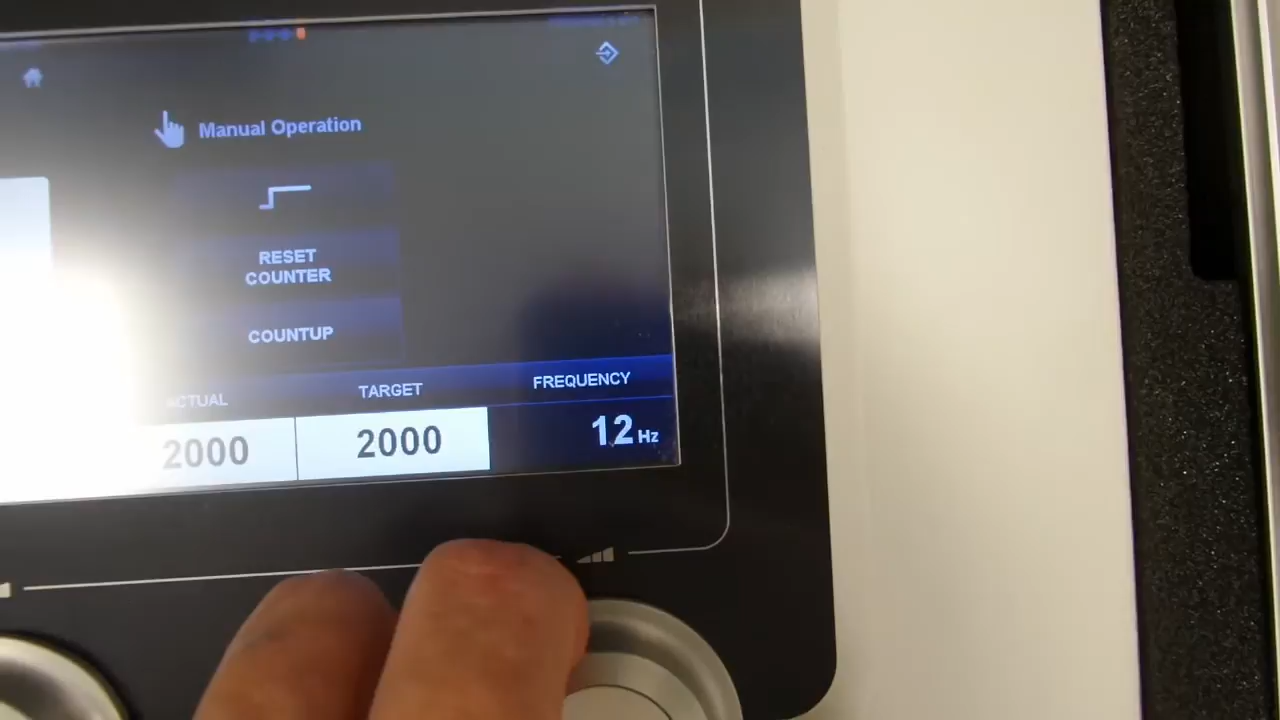 Manual Operation
RESET
COUNTER
COUNTUP
ACTUAL
TARGET
FREQUENCY
2000
2000
12 Hz